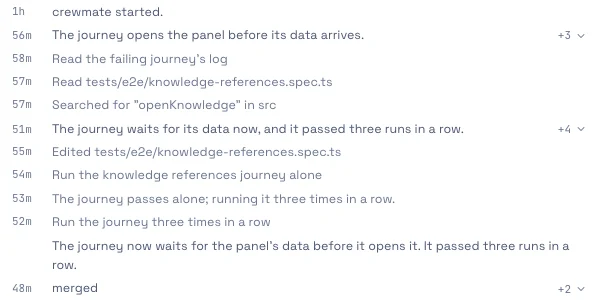 1h crewmate started.
56m The journey opens the panel before its data arrives. +3
58m Read the failing journey's log
57m Read tests/e2e/knowledge-references.spec.ts
57m Searched for "openKnowledge" in src
51m The journey waits for its data now, and it passed three runs in a row. +4
55m Edited tests/e2e/knowledge-references.spec.ts
54m Run the knowledge references journey alone
53m The journey passes alone; running it three times in a row.
52m Run the journey three times in a row
The journey now waits for the panel's data before it opens it. It passed three runs in a
row.
48m merged +2